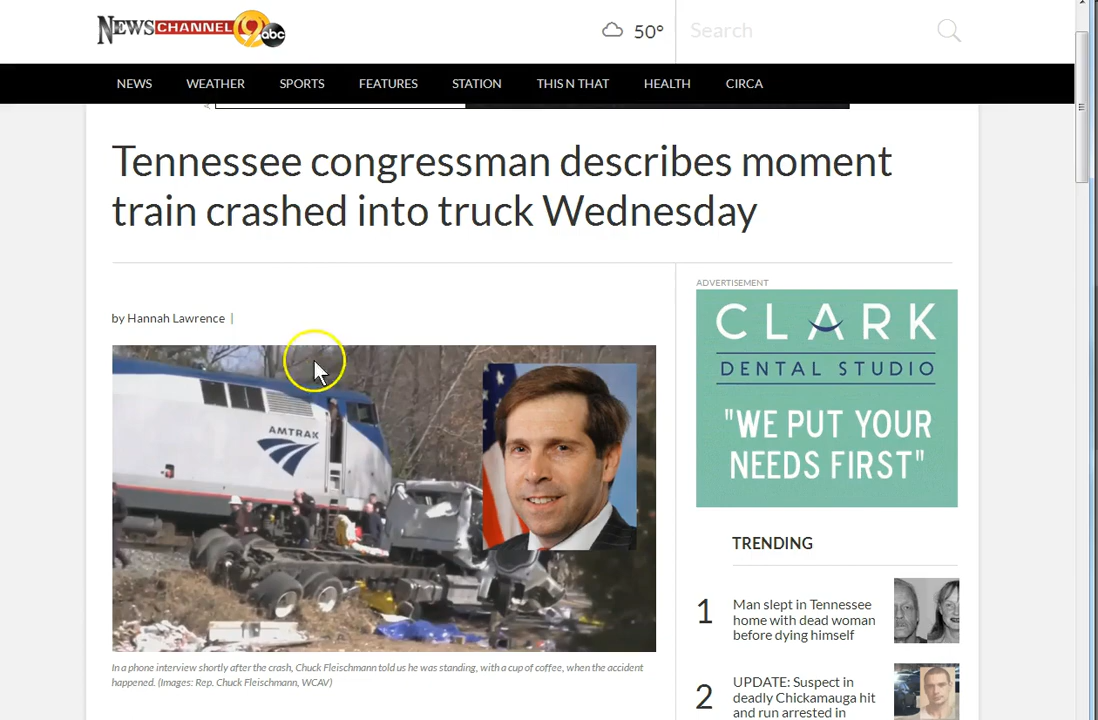 NEWSCHANNEL 9 abc
50°
Search
NEWS WEATHER SPORTS FEATURES STATION THIS N THAT HEALTH CIRCA
Tennessee congressman describes moment
train crashed into truck Wednesday
by Hannah Lawrence |
AMTRAK
In a phone interview shortly after the crash, Chuck Fleischmann told us he was standing, with a cup of coffee, when the accident
happened. (Images: Rep. Chuck Fleischmann, WCAV)
ADVERTISEMENT
CLARK
DENTAL STUDIO
"WE PUT YOUR
NEEDS FIRST"
TRENDING
1
Man slept in Tennessee
home with dead woman
before dying himself
2
UPDATE: Suspect in
deadly Chickamauga hit
and run arrested in